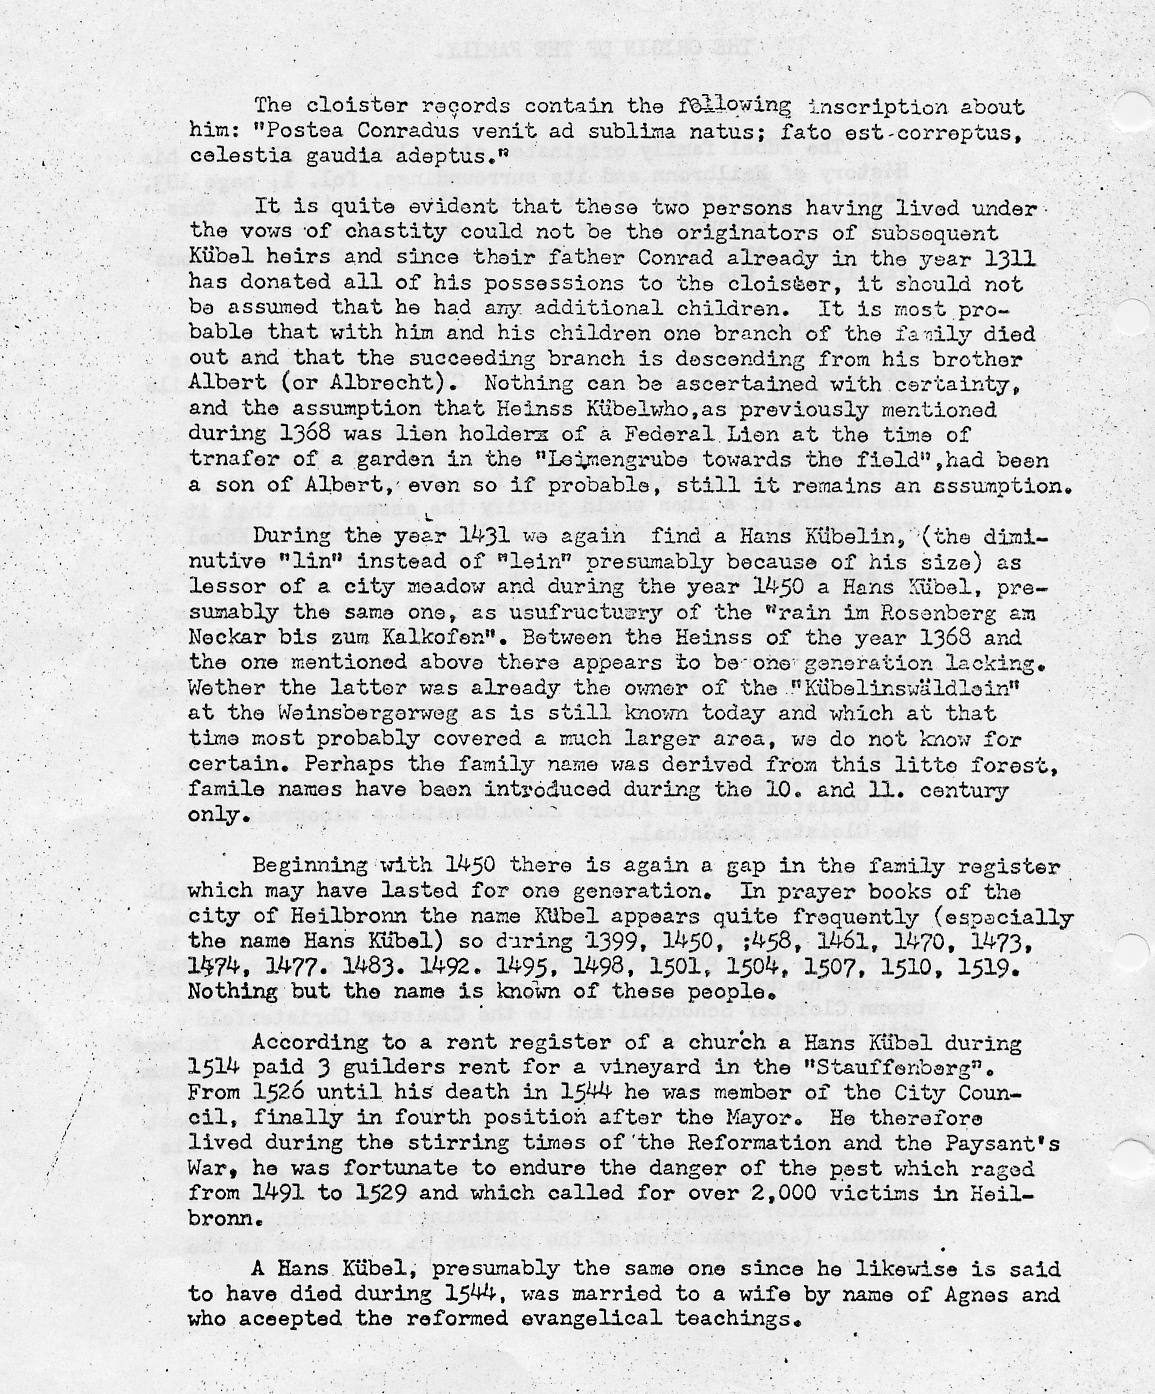 The cloister records contain the following inscription about
him: "Postea Conradus venit ad sublima natus; fato est-correptus,
celestia gaudia adeptus."
It is quite evident that these two persons having lived under
the vows of chastity could not be the originators of subsequent
Kübel heirs and since their father Conrad already in the year 1311
has donated all of his possessions to the cloister, it should not
be assumed that he had any additional children. It is most pro-
bable that with him and his children one branch of the family died
out and that the succeeding branch is descending from his brother
Albert (or Albrecht). Nothing can be ascertained with certainty,
and the assumption that Heinss Kübelwho,as previously mentioned
during 1368 was lien holderx of a Federal Lien at the time of
trnafer of a garden in the "Leimengrube towards the field",had been
a son of Albert, even so if probable, still it remains an assumption.
During the year 1431 we again find a Hans Kübelin, (the dimi-
nutive "lin" instead of "lein" presumably because of his size) as
lessor of a city meadow and during the year 1450 a Hans Kübel, pre-
sumably the same one, as usufructuary of the "rain im Rosenberg am
Neckar bis zum Kalkofen". Between the Heinss of the year 1368 and
the one mentioned above there appears to be one generation lacking.
Wether the latter was already the owner of the "Kübelinswäldlein"
at the Weinsbergerweg as is still known today and which at that
time most probably covered a much larger area, we do not know for
certain. Perhaps the family name was derived from this litte forest,
famile names have been introduced during the 10. and 11. century
only.
Beginning with 1450 there is again a gap in the family register
which may have lasted for one generation. In prayer books of the
city of Heilbronn the name Kübel appears quite frequently (especially
the name Hans Kübel) so during 1399, 1450, ;458, 1461, 1470, 1473,
1474, 1477. 1483. 1492. 1495, 1498, 1501, 1504, 1507, 1510, 1519.
Nothing but the name is known of these people.
According to a rent register of a church a Hans Kübel during
1514 paid 3 guilders rent for a vineyard in the "Stauffenberg".
From 1526 until his death in 1544 he was member of the City Coun-
cil, finally in fourth position after the Mayor. He therefore
lived during the stirring times of the Reformation and the Paysant's
War, he was fortunate to endure the danger of the pest which raged
from 1491 to 1529 and which called for over 2,000 victims in Heil-
bronn.
A Hans Kübel, presumably the same one since he likewise is said
to have died during 1544, was married to a wife by name of Agnes and
who aceepted the reformed evangelical teachings.